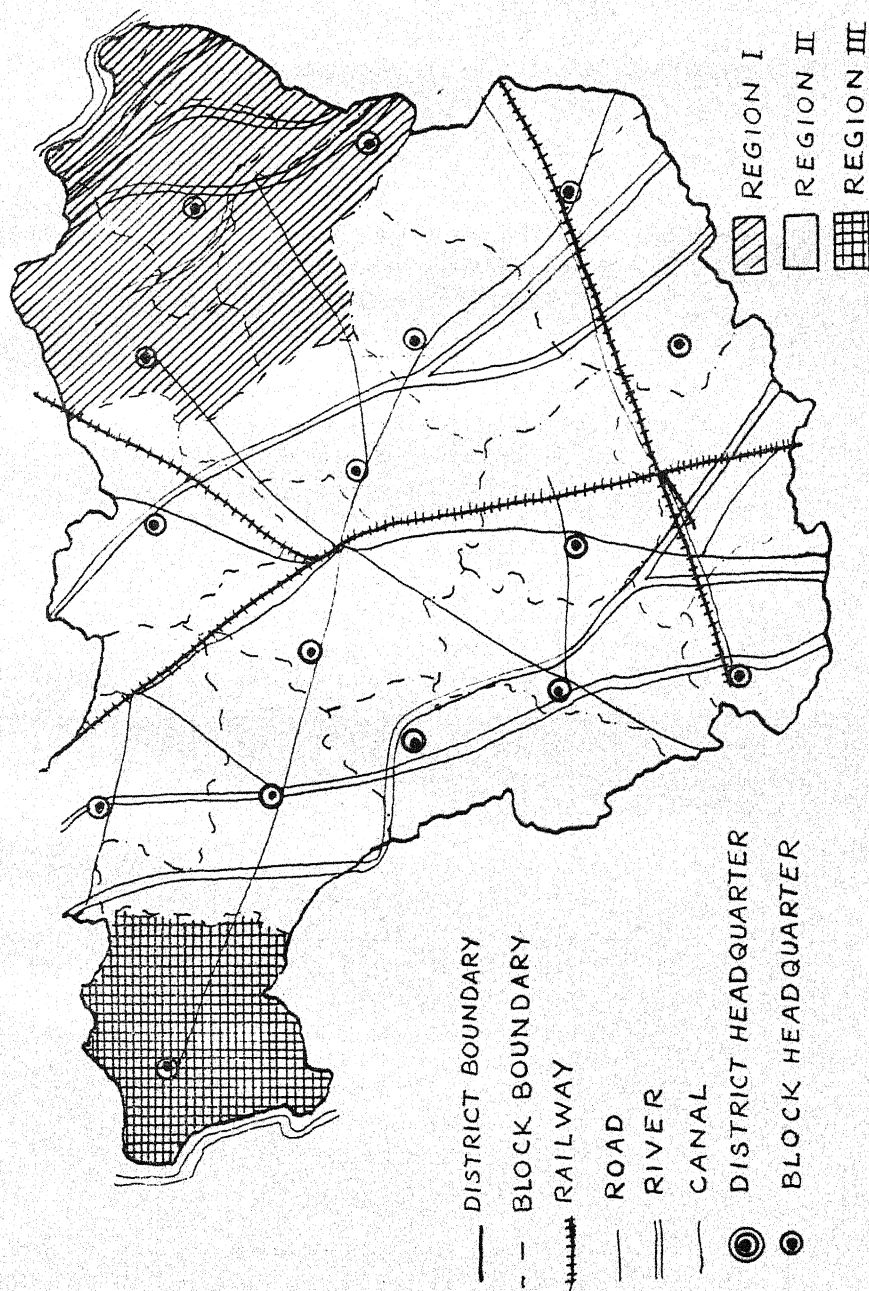 DISTRICT BOUNDARY
BLOCK BOUNDARY
RAILWAY
ROAD
RIVER
CANAL
DISTRICT HEADQUARTER
BLOCK HEADQUARTER
REGION I
REGION II
REGION III